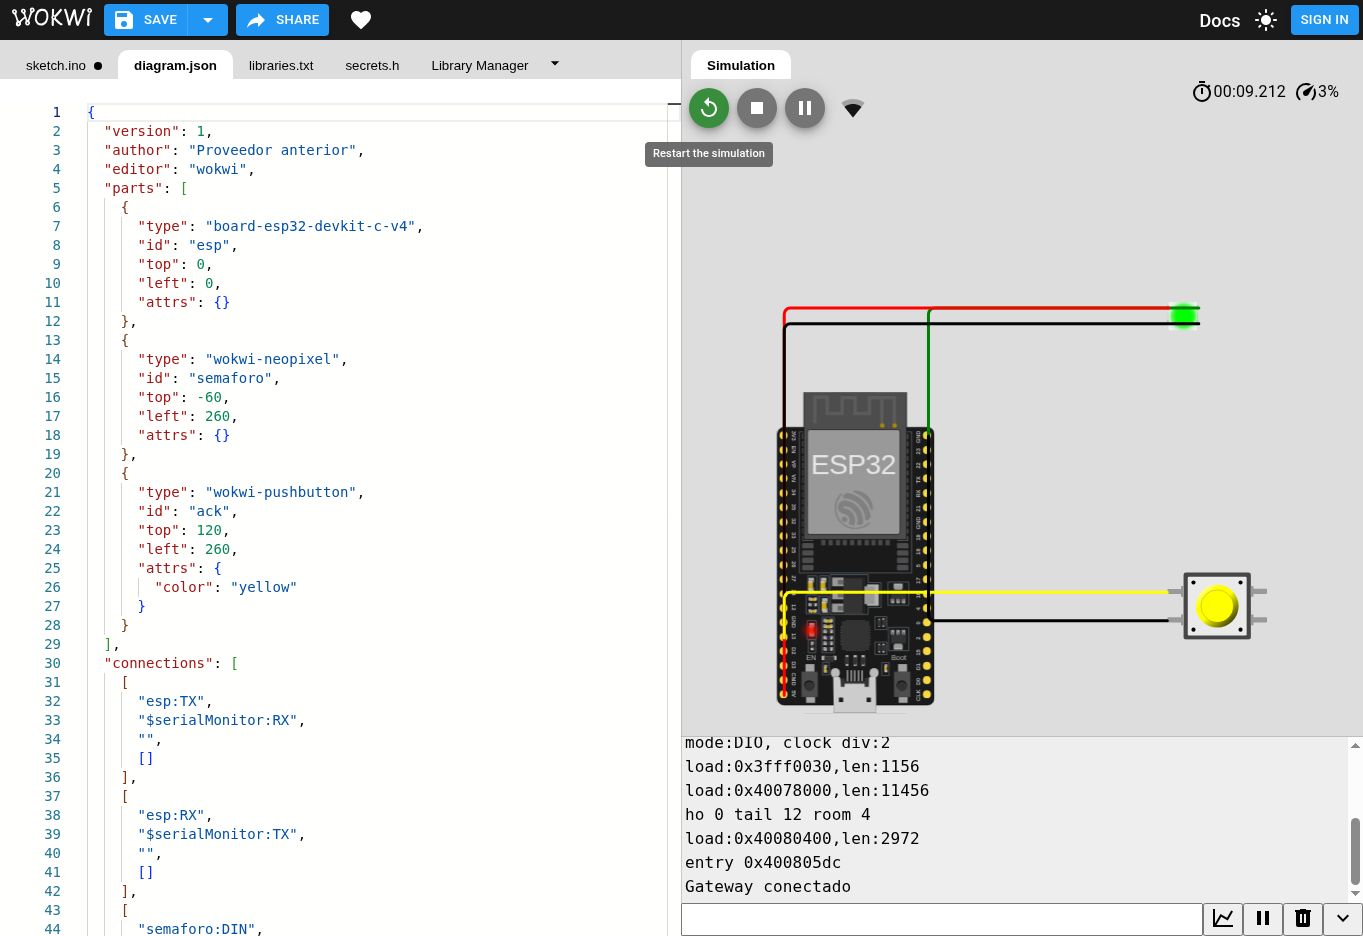 WOKWI
SAVE
SHARE
Docs
SIGN IN
sketch.ino
diagram.json
libraries.txt
secrets.h
Library Manager
Simulation
00:09.212
3%
Restart the simulation
1 {
2 "version": 1,
3 "author": "Proveedor anterior",
4 "editor": "wokwi",
5 "parts": [
6 {
7 "type": "board-esp32-devkit-c-v4",
8 "id": "esp",
9 "top": 0,
10 "left": 0,
11 "attrs": {}
12 },
13 {
14 "type": "wokwi-neopixel",
15 "id": "semaforo",
16 "top": -60,
17 "left": 260,
18 "attrs": {}
19 },
20 {
21 "type": "wokwi-pushbutton",
22 "id": "ack",
23 "top": 120,
24 "left": 260,
25 "attrs": {
26 "color": "yellow"
27 }
28 }
29 ],
30 "connections": [
31 [
32 "esp:TX",
33 "$serialMonitor:RX",
34 "",
35 []
36 ],
37 [
38 "esp:RX",
39 "$serialMonitor:TX",
40 "",
41 []
42 ],
43 [
44 "semaforo:DIN",
ESP32
EN
Boot
mode:DIO, clock div:2
load:0x3fff0030,len:1156
load:0x40078000,len:11456
ho 0 tail 12 room 4
load:0x40080400,len:2972
entry 0x400805dc
Gateway conectado